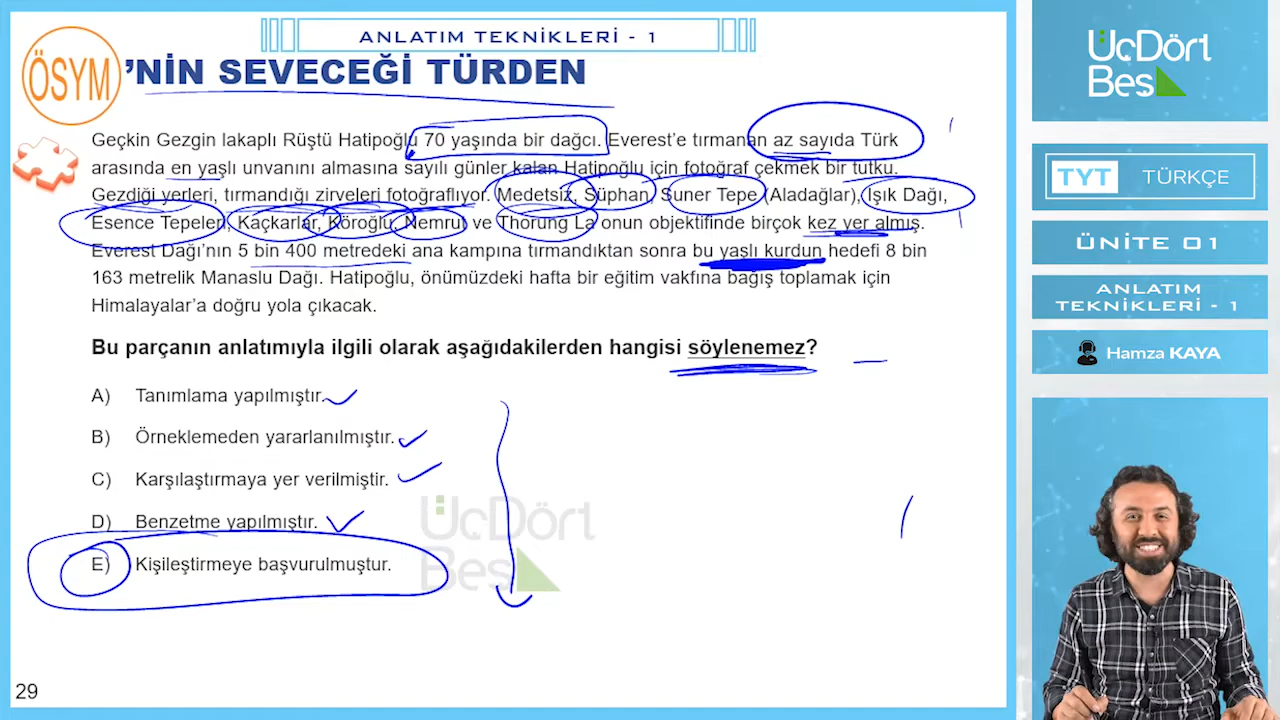 ANLATIM TEKNİKLERİ - 1
ÖSYM'NİN SEVECEĞİ TÜRDEN
Geçkin Gezgin lakaplı Rüştü Hatipoğlu 70 yaşında bir dağcı. Everest'e tırmanan az sayıda Türk
arasında en yaşlı unvanını almasına sayılı günler kalan Hatipoğlu için fotoğraf çekmek bir tutku.
Gezdiği yerleri, tırmandığı zirveleri fotoğraflıyor. Medetsiz, Süphan, Suner Tepe (Aladağlar), Işık Dağı,
Esence Tepeleri, Kaçkarlar, Köroğlu, Nemrut ve Thorung La onun objektifinde birçok kez yer almış.
Everest Dağı'nın 5 bin 400 metredeki ana kampına tırmandıktan sonra bu yaşlı kurdun hedefi 8 bin
163 metrelik Manaslu Dağı. Hatipoğlu, önümüzdeki hafta bir eğitim vakfına bağış toplamak için
Himalayalar'a doğru yola çıkacak.
Bu parçanın anlatımıyla ilgili olarak aşağıdakilerden hangisi söylenemez?
A) Tanımlama yapılmıştır.
B) Örneklemeden yararlanılmıştır.
C) Karşılaştırmaya yer verilmiştir.
D) Benzetme yapılmıştır.
E) Kişileştirmeye başvurulmuştur.
ÜçDört
Beş
29
ÜçDört
Beş
TYT TÜRKÇE
ÜNİTE 01
ANLATIM
TEKNİKLERİ - 1
Hamza KAYA